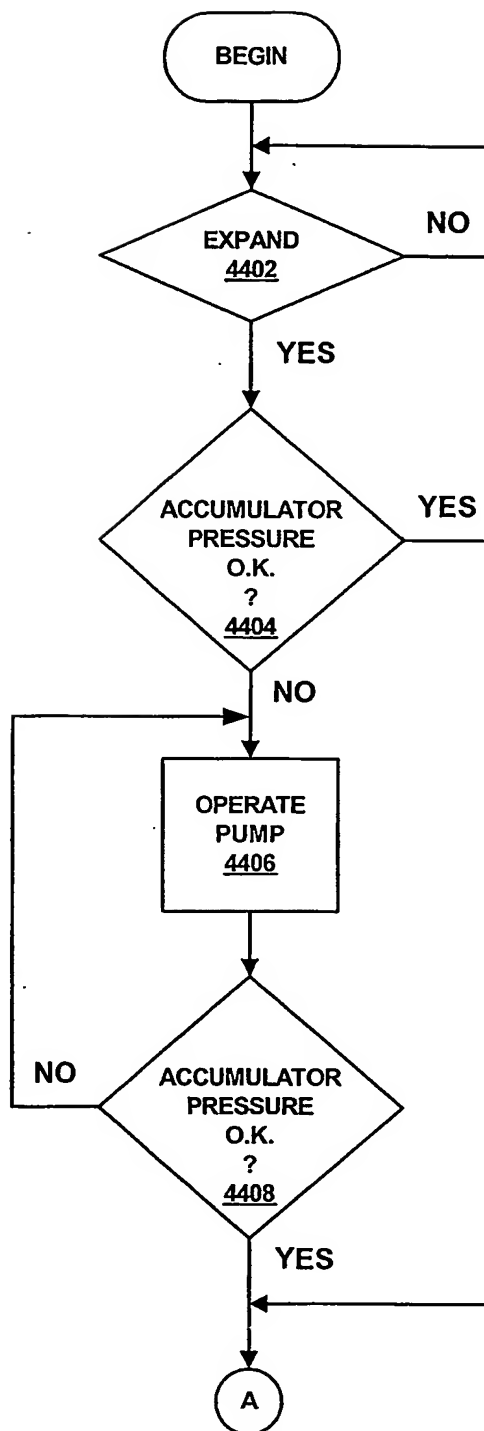 BEGIN
EXPAND
4402
NO
YES
ACCUMULATOR
PRESSURE
O.K.
?
4404
YES
NO
OPERATE
PUMP
4406
ACCUMULATOR
PRESSURE
O.K.
?
4408
NO
YES
A